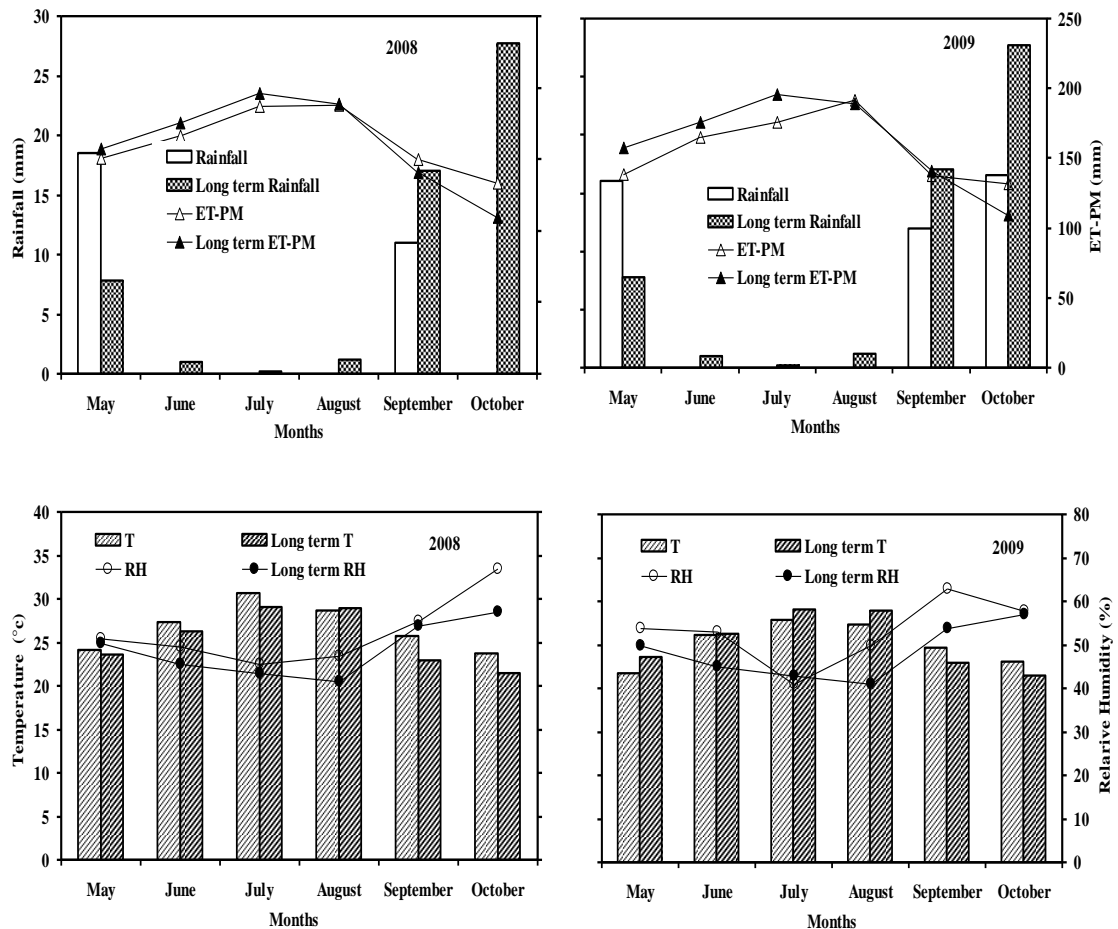 30
25
20
15
10
5
0
Rainfall (mm)
2008
Rainfall
Long term Rainfall
ET-PM
Long term ET-PM
May June July August September October
Months
250
200
150
100
50
0
ET-PM (mm)
2009
Rainfall
Long term Rainfall
ET-PM
Long term ET-PM
May June July August September October
Months
40
35
30
25
20
15
10
5
0
Temperature (°c)
T Long term T
RH Long term RH
2008
May June July August September October
Months
80
70
60
50
40
30
20
10
0
Relarive Humidity (%)
T Long term T
RH Long term RH
2009
May June July August September October
Months